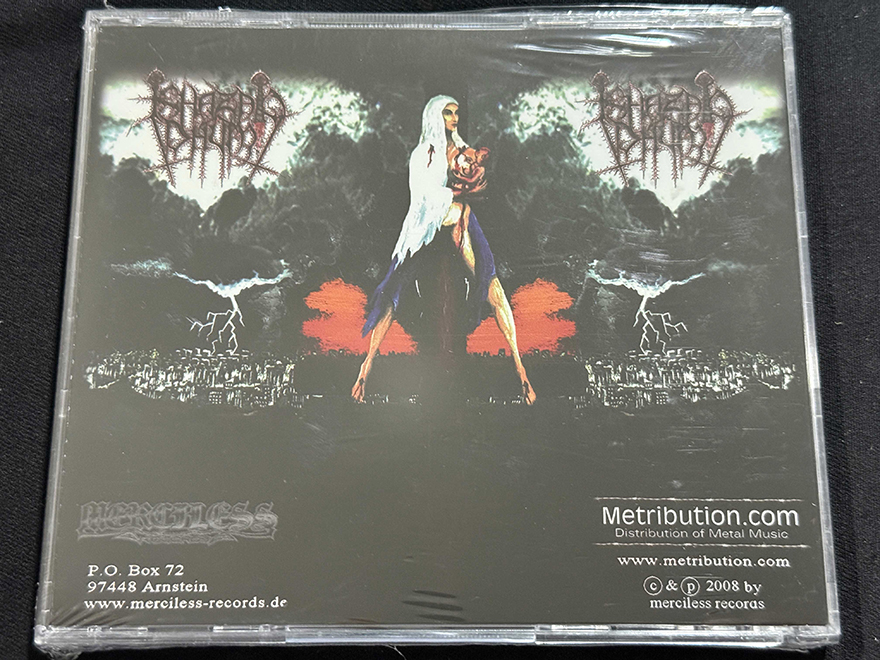 MERCILESS
P.O. Box 72
97448 Arnstein
www.merciless-records.de
Metribution.com
Distribution of Metal Music
www.metribution.com
© & ℗ 2008 by
merciless records